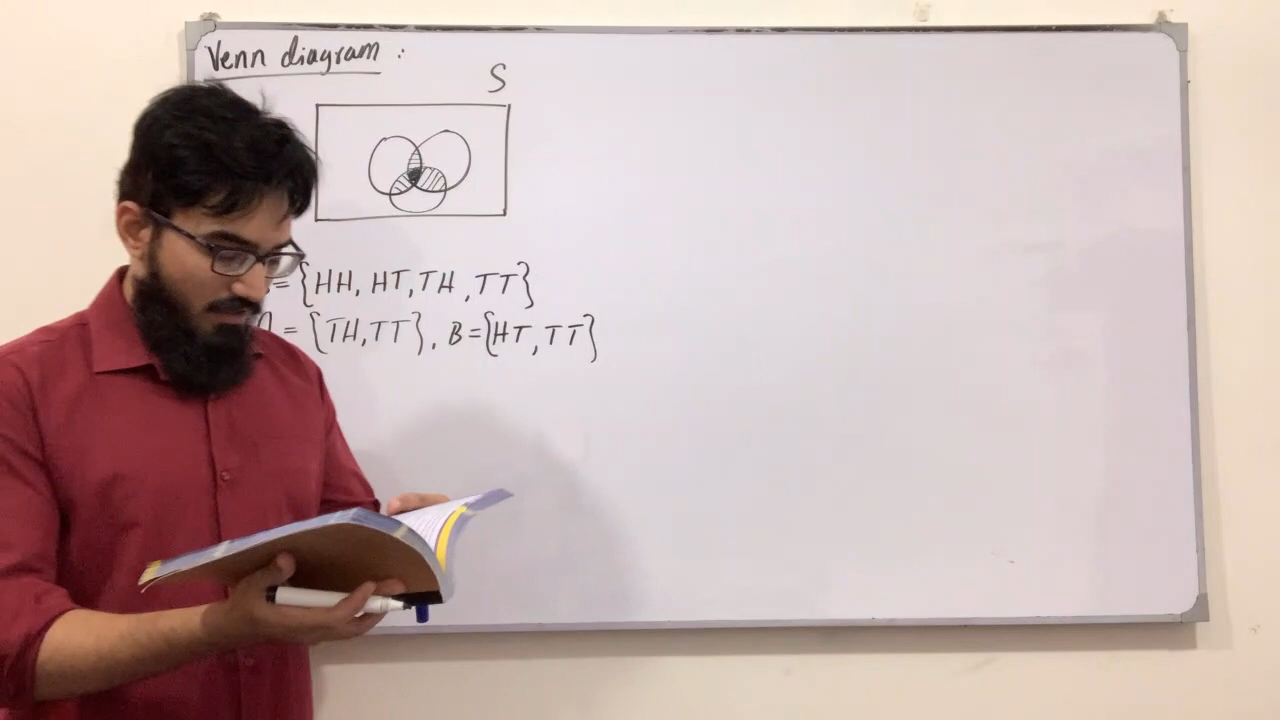 Venn diagram :
S
= {HH, HT, TH, TT}
= {TH, TT}, B = {HT, TT}